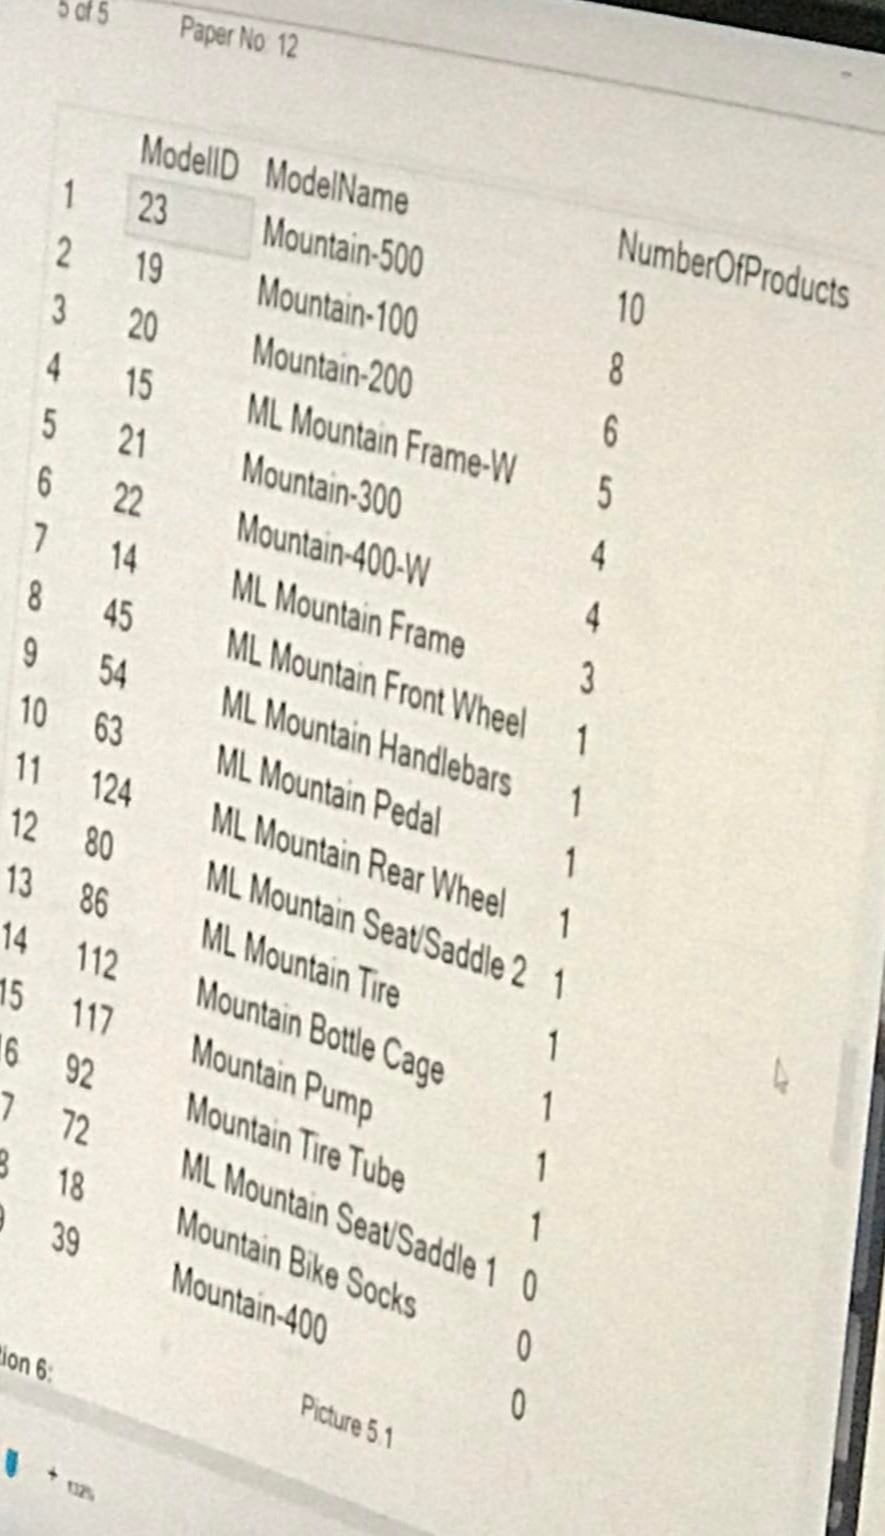 5 of 5 Paper No 12
ModelID ModelName NumberOfProducts
1 23 Mountain-500 10
2 19 Mountain-100 8
3 20 Mountain-200 6
4 15 ML Mountain Frame-W 5
5 21 Mountain-300 4
6 22 Mountain-400-W 4
7 14 ML Mountain Frame 3
8 45 ML Mountain Front Wheel 1
9 54 ML Mountain Handlebars 1
10 63 ML Mountain Pedal 1
11 124 ML Mountain Rear Wheel 1
12 80 ML Mountain Seat/Saddle 2 1
13 86 ML Mountain Tire 1
14 112 Mountain Bottle Cage 1
15 117 Mountain Pump 1
6 92 Mountain Tire Tube 1
7 72 ML Mountain Seat/Saddle 1 0
8 18 Mountain Bike Socks 0
9 39 Mountain-400 0
Picture 5.1
tion 6: